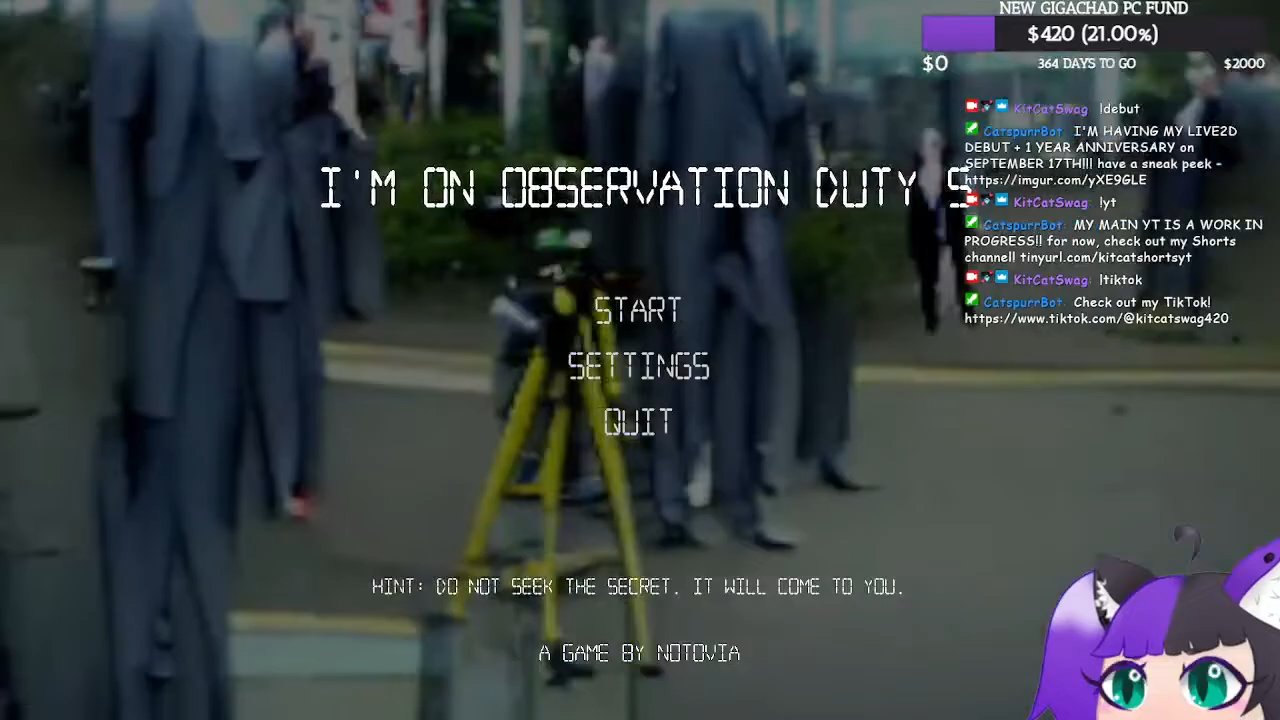 NEW GIGACHAD PC FUND
$420 (21.00%)
$0 364 DAYS TO GO $2000
KitCatSwag: !debut
CatspurrBot: I'M HAVING MY LIVE2D
DEBUT + 1 YEAR ANNIVERSARY on
SEPTEMBER 17TH!!! have a sneak peek -
https://imgur.com/yXE9GLE
KitCatSwag: !yt
CatspurrBot: MY MAIN YT IS A WORK IN
PROGRESS!! for now, check out my Shorts
channel! tinyurl.com/kitcatshortsyt
KitCatSwag: !tiktok
CatspurrBot: Check out my TikTok!
https://www.tiktok.com/@kitcatswag420
I'M ON OBSERVATION DUTY 5
START
SETTINGS
QUIT
HINT: DO NOT SEEK THE SECRET. IT WILL COME TO YOU.
A GAME BY NOTOVIA